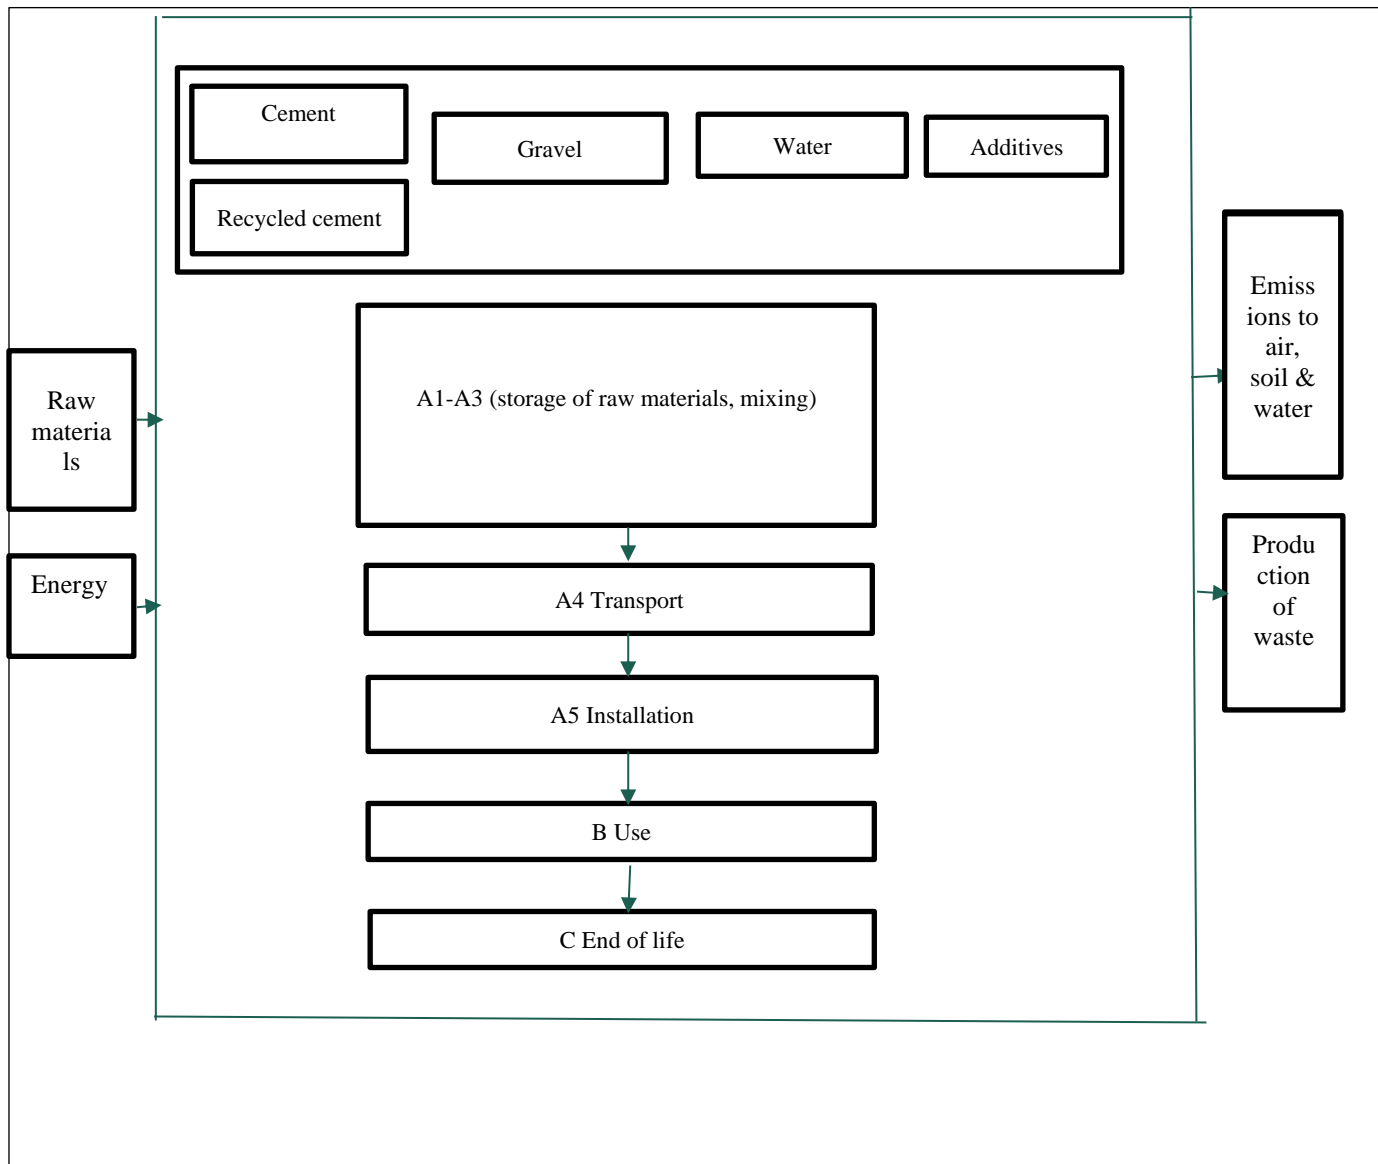 Cement
Gravel
Water
Additives
Recycled cement
Raw
materia
ls
Energy
A1-A3 (storage of raw materials, mixing)
A4 Transport
A5 Installation
B Use
C End of life
Emiss
ions to
air,
soil &
water
Produ
ction
of
waste